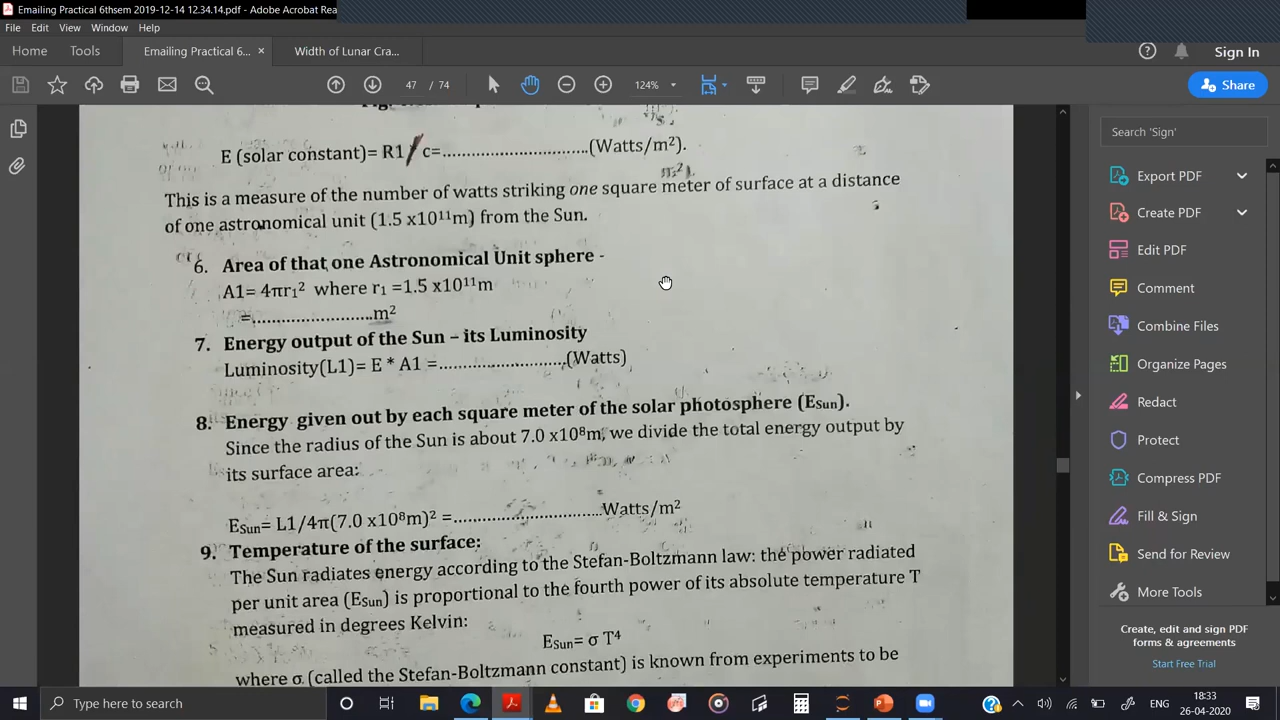 Emailing Practical 6thsem 2019-12-14 12.34.14.pdf - Adobe Acrobat Rea
File Edit View Window Help
Home Tools Emailing Practical 6... × Width of Lunar Cra... Sign In
47 / 74 124% Share
E (solar constant)= R1/ c=..............................(Watts/m²).
This is a measure of the number of watts striking one square meter of surface at a distance
of one astronomical unit (1.5 x10¹¹m) from the Sun.
6. Area of that one Astronomical Unit sphere -
A1= 4πr₁² where r₁ =1.5 x10¹¹m
=.........................m²
7. Energy output of the Sun – its Luminosity
Luminosity(L1)= E * A1 =..........................(Watts)
8. Energy given out by each square meter of the solar photosphere (ESun).
Since the radius of the Sun is about 7.0 x10⁸m, we divide the total energy output by
its surface area:
ESun= L1/4π(7.0 x10⁸m)² =...............................Watts/m²
9. Temperature of the surface:
The Sun radiates energy according to the Stefan-Boltzmann law: the power radiated
per unit area (ESun) is proportional to the fourth power of its absolute temperature T
measured in degrees Kelvin:
ESun= σ T⁴
where σ (called the Stefan-Boltzmann constant) is known from experiments to be
Search 'Sign'
Export PDF
Create PDF
Edit PDF
Comment
Combine Files
Organize Pages
Redact
Protect
Compress PDF
Fill & Sign
Send for Review
More Tools
Create, edit and sign PDF
forms & agreements
Start Free Trial
Type here to search
ENG
18:33
26-04-2020